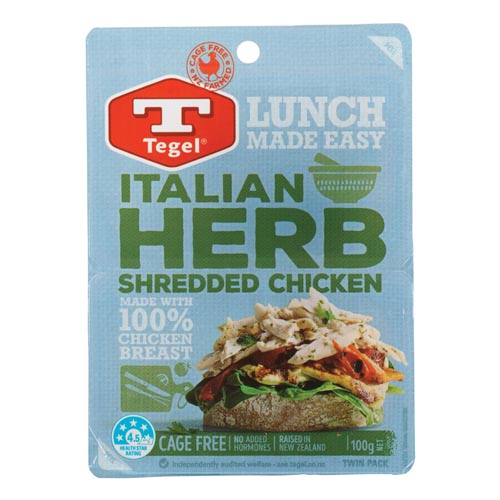 CAGE FREE
NZ FARMED
T
Tegel®
LUNCH
MADE EASY
ITALIAN
HERB
SHREDDED CHICKEN
MADE WITH
100%
CHICKEN
BREAST
4.5
HEALTH STAR
RATING
CAGE FREE
NO ADDED
HORMONES
RAISED IN
NEW ZEALAND
100g NET
Independently audited welfare - see tegel.co.nz
TWIN PACK